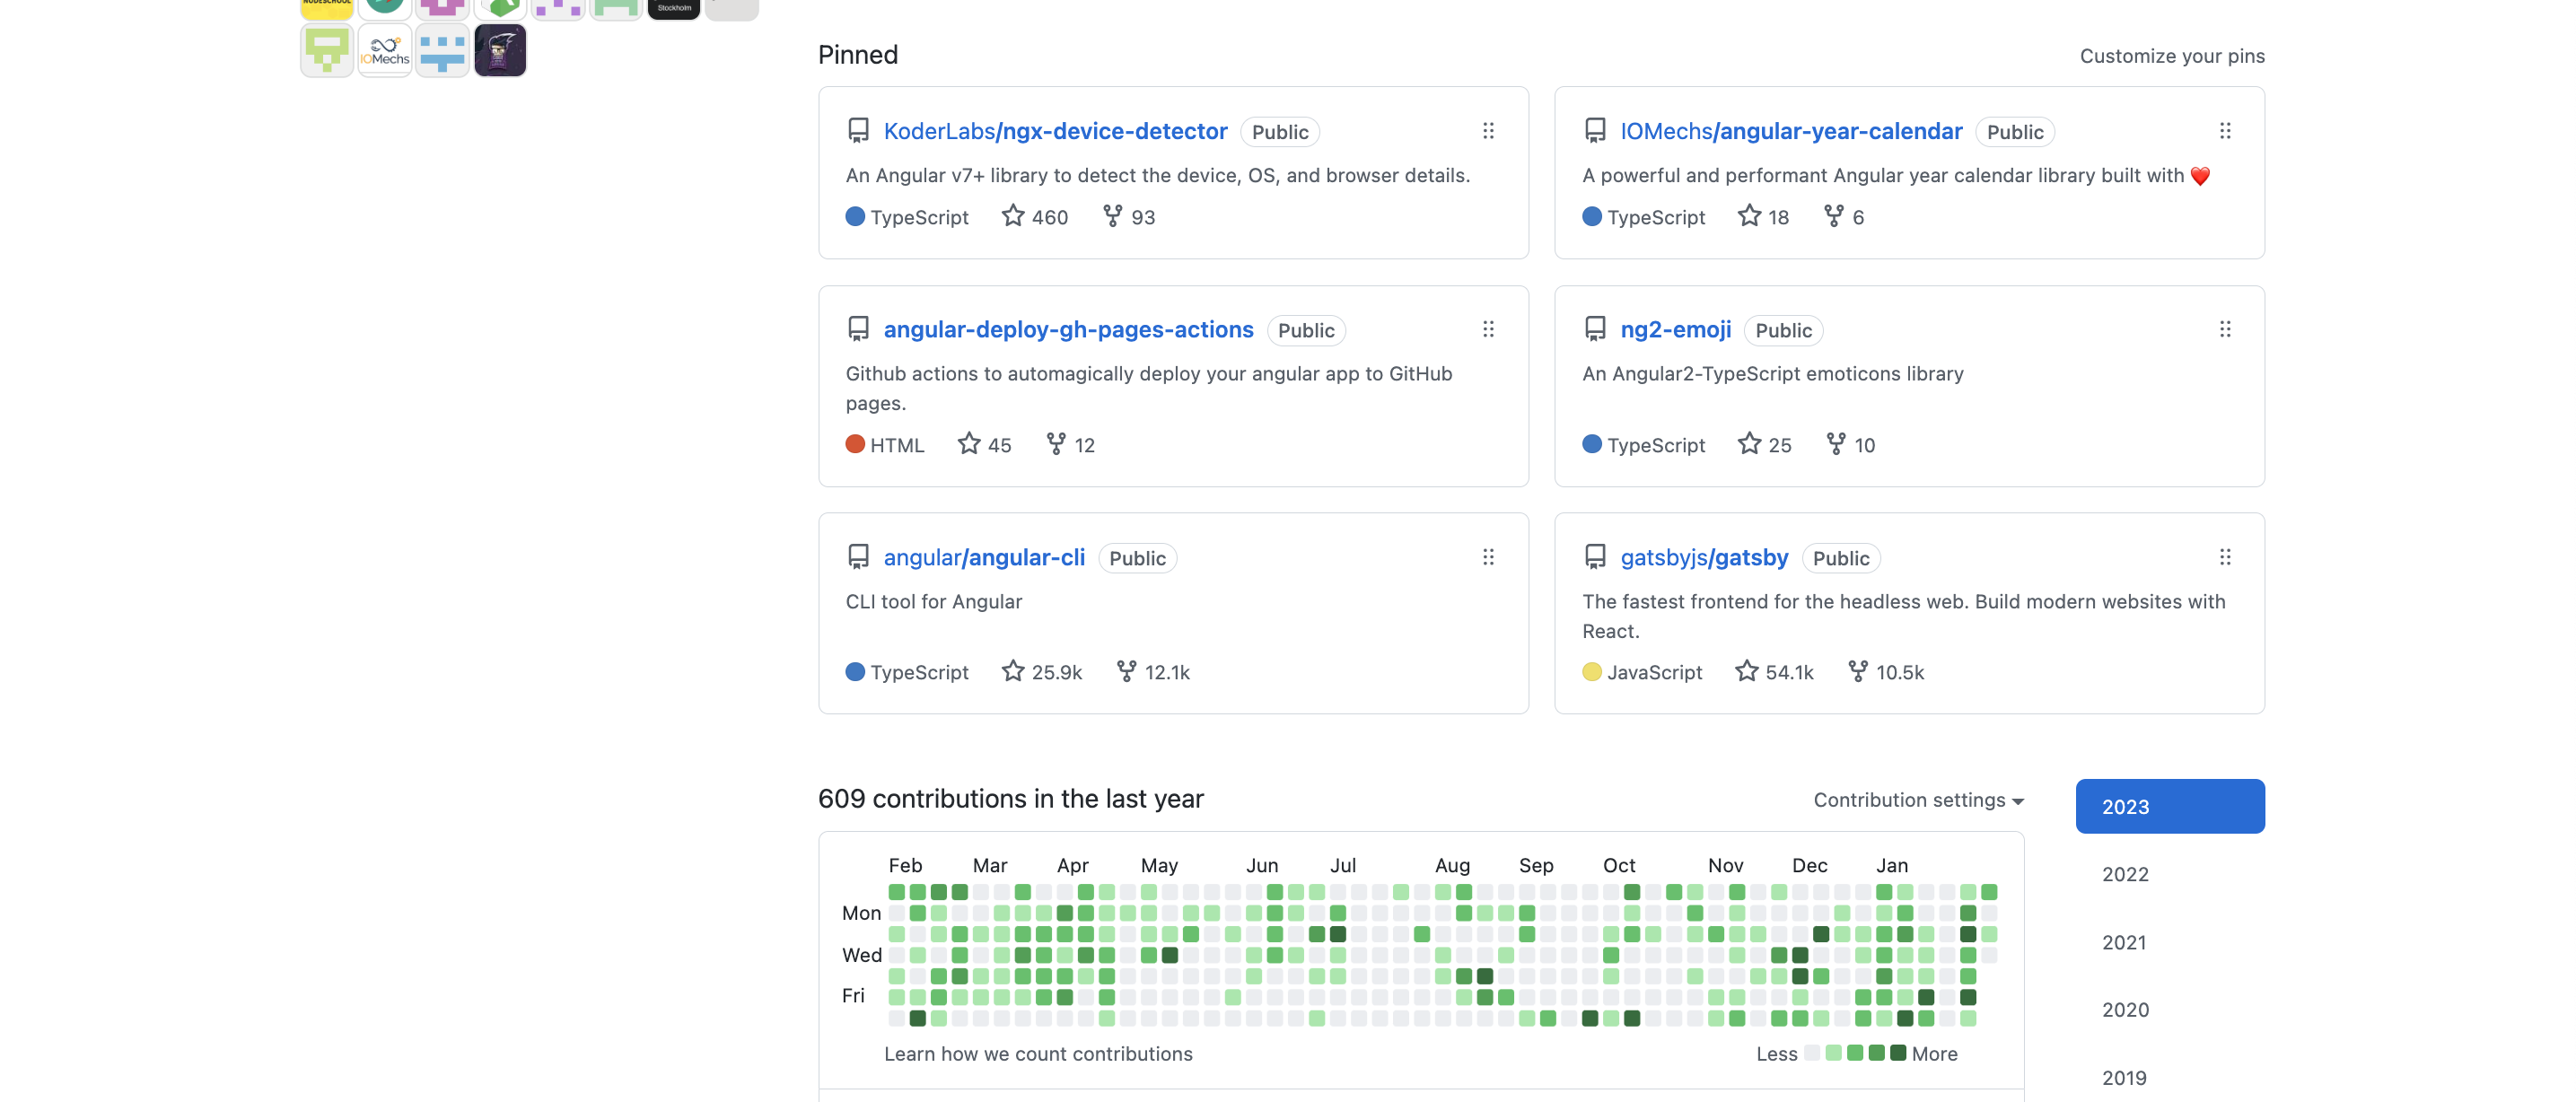 NODESCHOOL
Stockholm
IOMechs
Pinned
Customize your pins
KoderLabs/ngx-device-detector Public
An Angular v7+ library to detect the device, OS, and browser details.
TypeScript 460 93
IOMechs/angular-year-calendar Public
A powerful and performant Angular year calendar library built with ❤️
TypeScript 18 6
angular-deploy-gh-pages-actions Public
Github actions to automagically deploy your angular app to GitHub
pages.
HTML 45 12
ng2-emoji Public
An Angular2-TypeScript emoticons library
TypeScript 25 10
angular/angular-cli Public
CLI tool for Angular
TypeScript 25.9k 12.1k
gatsbyjs/gatsby Public
The fastest frontend for the headless web. Build modern websites with
React.
JavaScript 54.1k 10.5k
609 contributions in the last year
Contribution settings
Feb Mar Apr May Jun Jul Aug Sep Oct Nov Dec Jan
Mon
Wed
Fri
Learn how we count contributions
Less More
2023
2022
2021
2020
2019